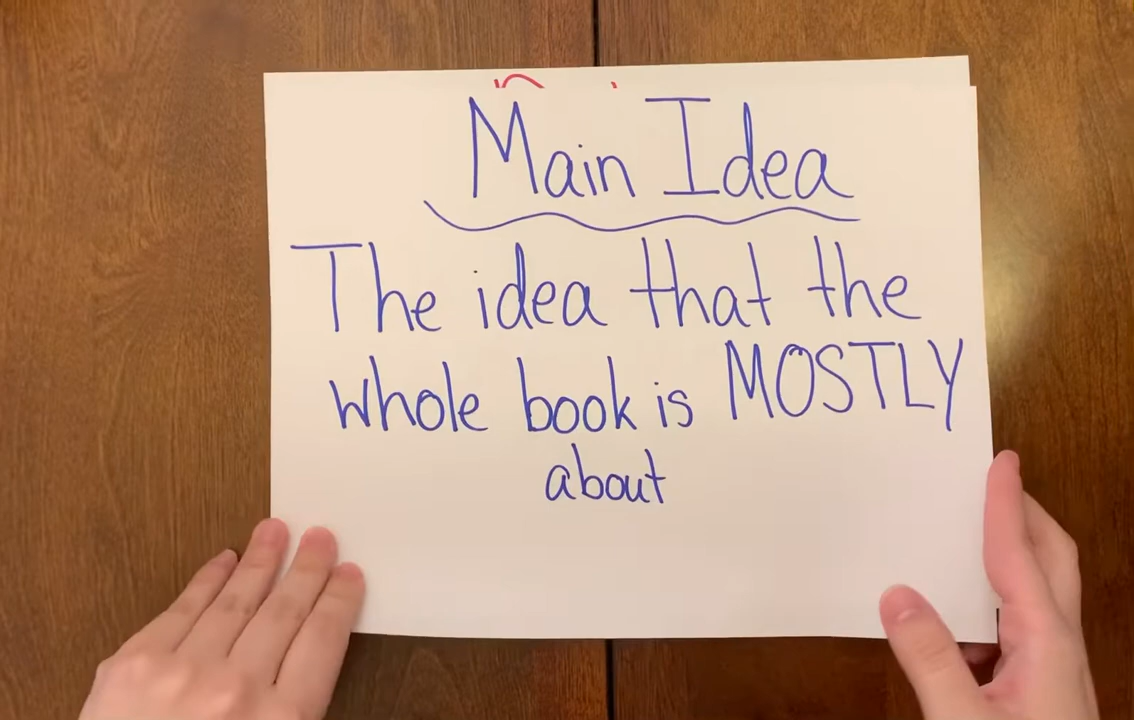 Main Idea
The idea that the
whole book is MOSTLY
about